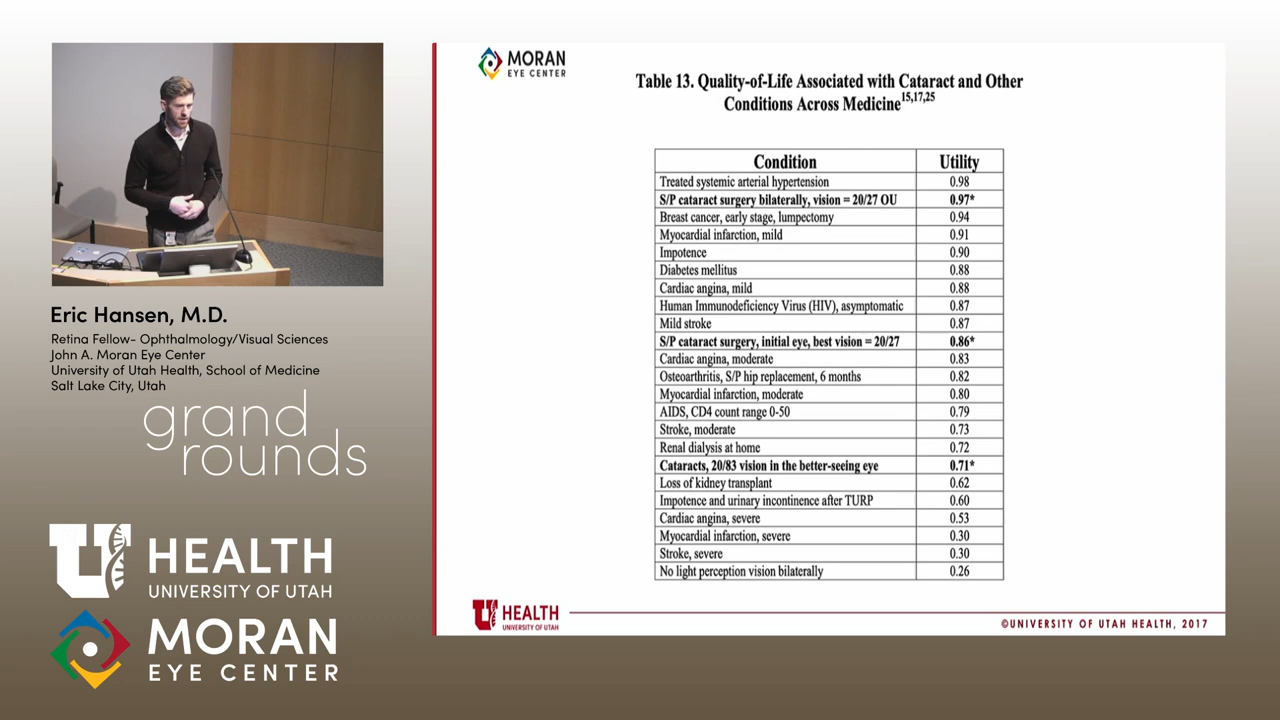 Eric Hansen, M.D.
Retina Fellow- Ophthalmology/Visual Sciences
John A. Moran Eye Center
University of Utah Health, School of Medicine
Salt Lake City, Utah
grand
rounds
U HEALTH
UNIVERSITY OF UTAH
MORAN
EYE CENTER
MORAN
EYE CENTER
Table 13. Quality-of-Life Associated with Cataract and Other
Conditions Across Medicine15,17,25
Condition Utility
Treated systemic arterial hypertension 0.98
S/P cataract surgery bilaterally, vision = 20/27 OU 0.97*
Breast cancer, early stage, lumpectomy 0.94
Myocardial infarction, mild 0.91
Impotence 0.90
Diabetes mellitus 0.88
Cardiac angina, mild 0.88
Human Immunodeficiency Virus (HIV), asymptomatic 0.87
Mild stroke 0.87
S/P cataract surgery, initial eye, best vision = 20/27 0.86*
Cardiac angina, moderate 0.83
Osteoarthritis, S/P hip replacement, 6 months 0.82
Myocardial infarction, moderate 0.80
AIDS, CD4 count range 0-50 0.79
Stroke, moderate 0.73
Renal dialysis at home 0.72
Cataracts, 20/83 vision in the better-seeing eye 0.71*
Loss of kidney transplant 0.62
Impotence and urinary incontinence after TURP 0.60
Cardiac angina, severe 0.53
Myocardial infarction, severe 0.30
Stroke, severe 0.30
No light perception vision bilaterally 0.26
U HEALTH
UNIVERSITY OF UTAH
©UNIVERSITY OF UTAH HEALTH, 2017